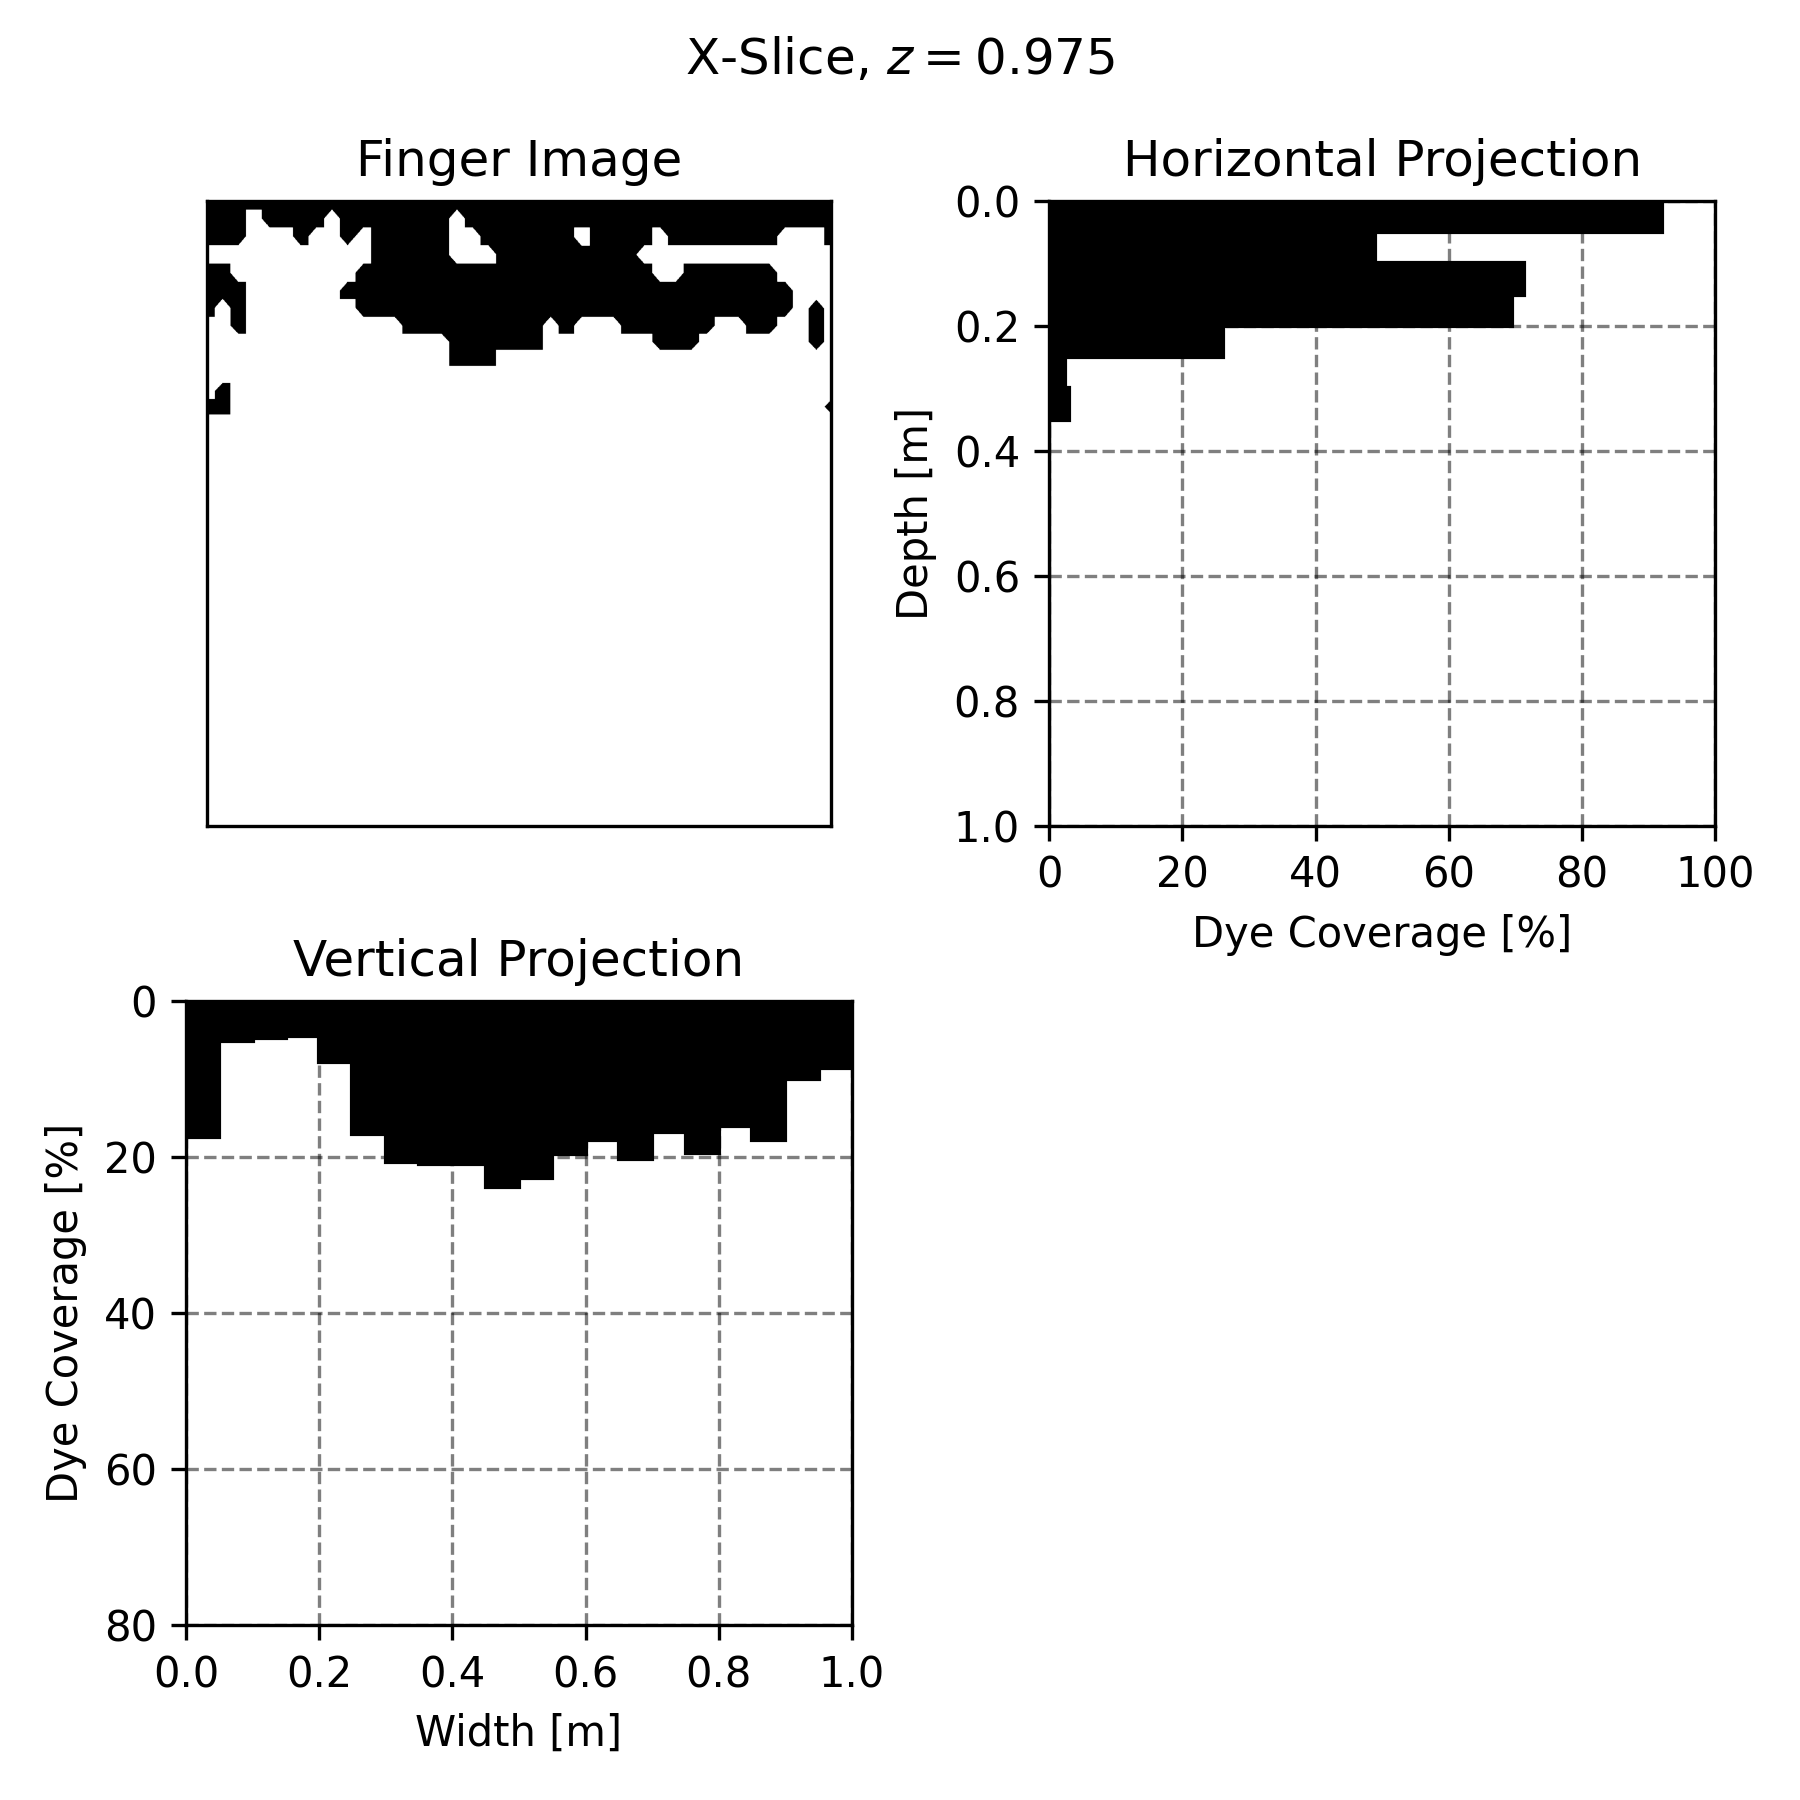 X-Slice, z = 0.975
Finger Image
Horizontal Projection
0.0
0.2
0.4
0.6
0.8
1.0
Depth [m]
0 20 40 60 80 100
Dye Coverage [%]
Vertical Projection
0
20
40
60
80
Dye Coverage [%]
0.0 0.2 0.4 0.6 0.8 1.0
Width [m]